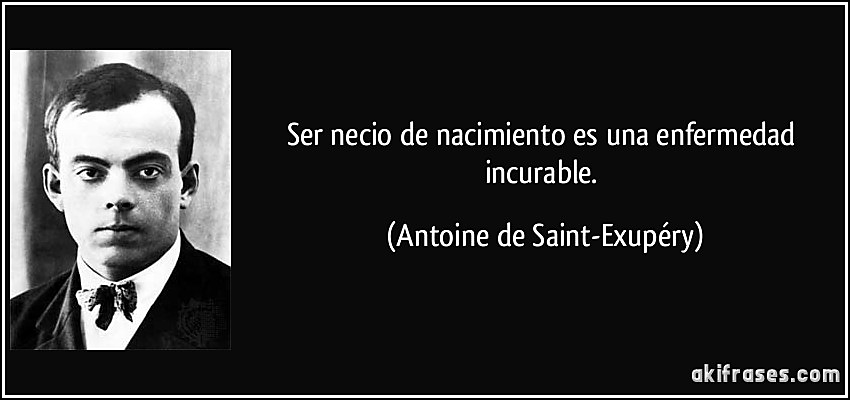 Ser necio de nacimiento es una enfermedad
incurable.
(Antoine de Saint-Exupéry)
akifrases.com